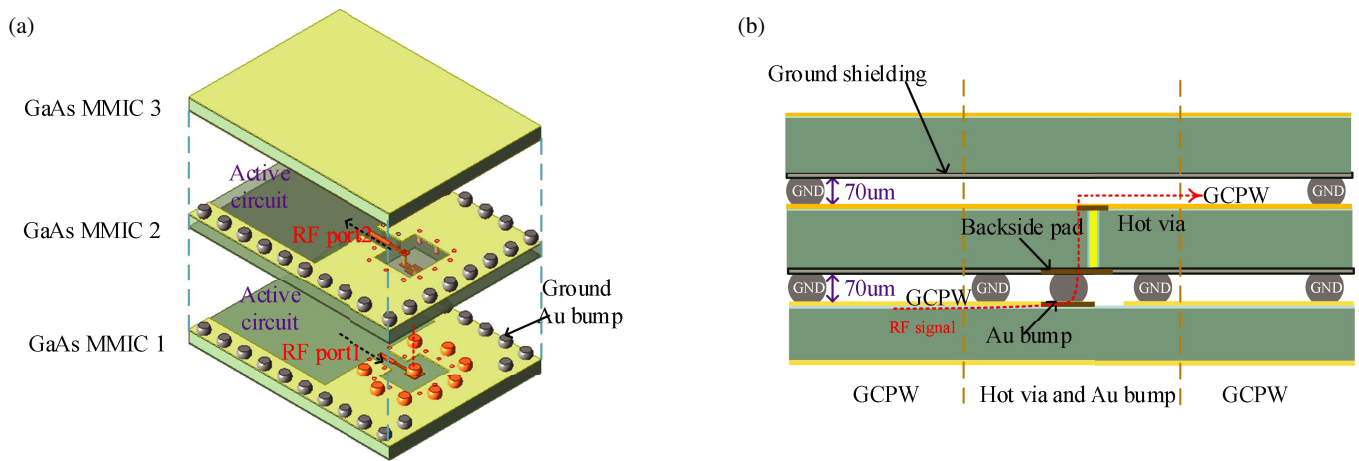 (a)
GaAs MMIC 3
Active
circuit
GaAs MMIC 2
RF port2
Ground
Au bump
Active
circuit
GaAs MMIC 1
RF port1
(b)
Ground shielding
GND
70um
GCPW
GND
Backside pad
Hot via
GND
70um
GCPW
GND
GND
GND
RF signal
Au bump
GCPW
Hot via and Au bump
GCPW